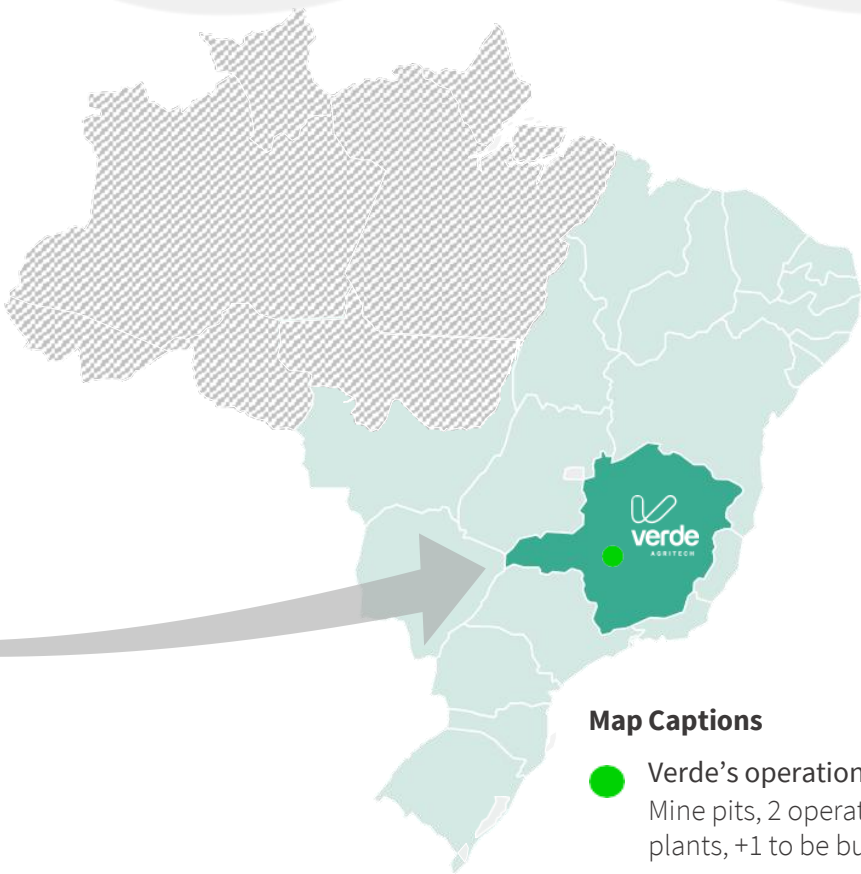 verde
AGRITECH
Map Captions
Verde's operation
Mine pits, 2 operat
plants, +1 to be bu